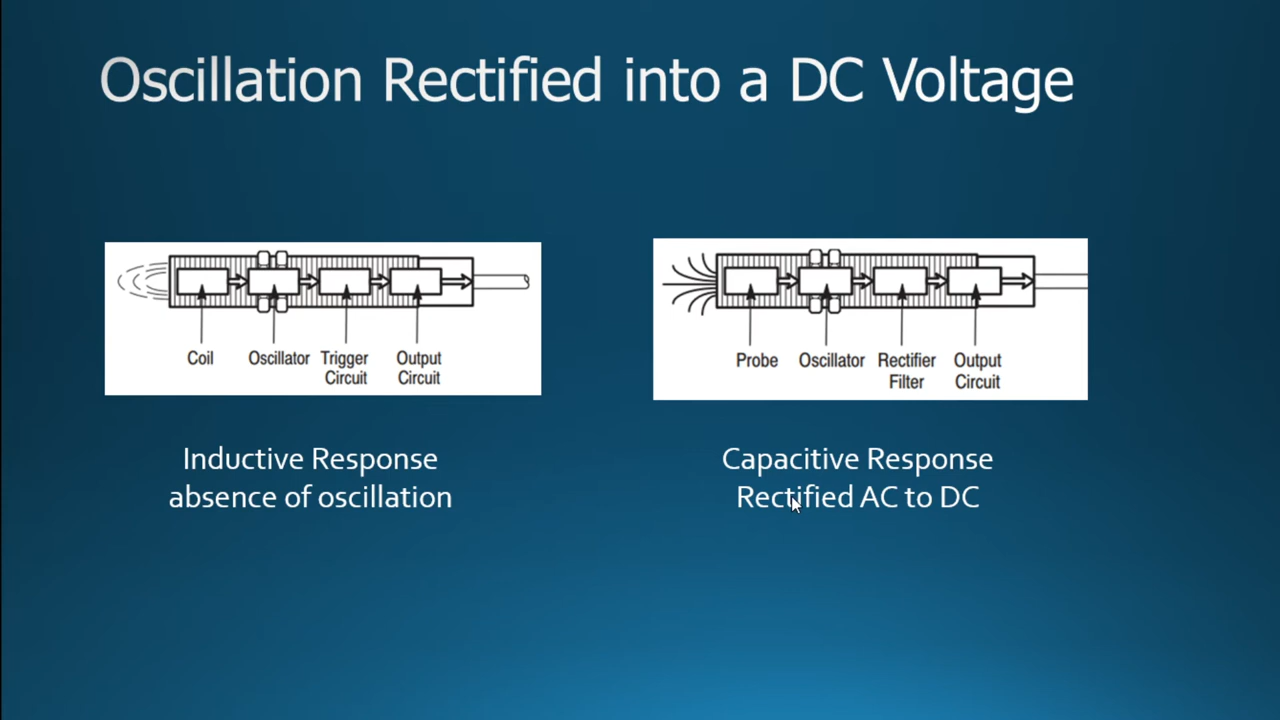 Oscillation Rectified into a DC Voltage
Coil
Oscillator
Trigger
Circuit
Output
Circuit
Probe
Oscillator
Rectifier
Filter
Output
Circuit
Inductive Response
absence of oscillation
Capacitive Response
Rectified AC to DC